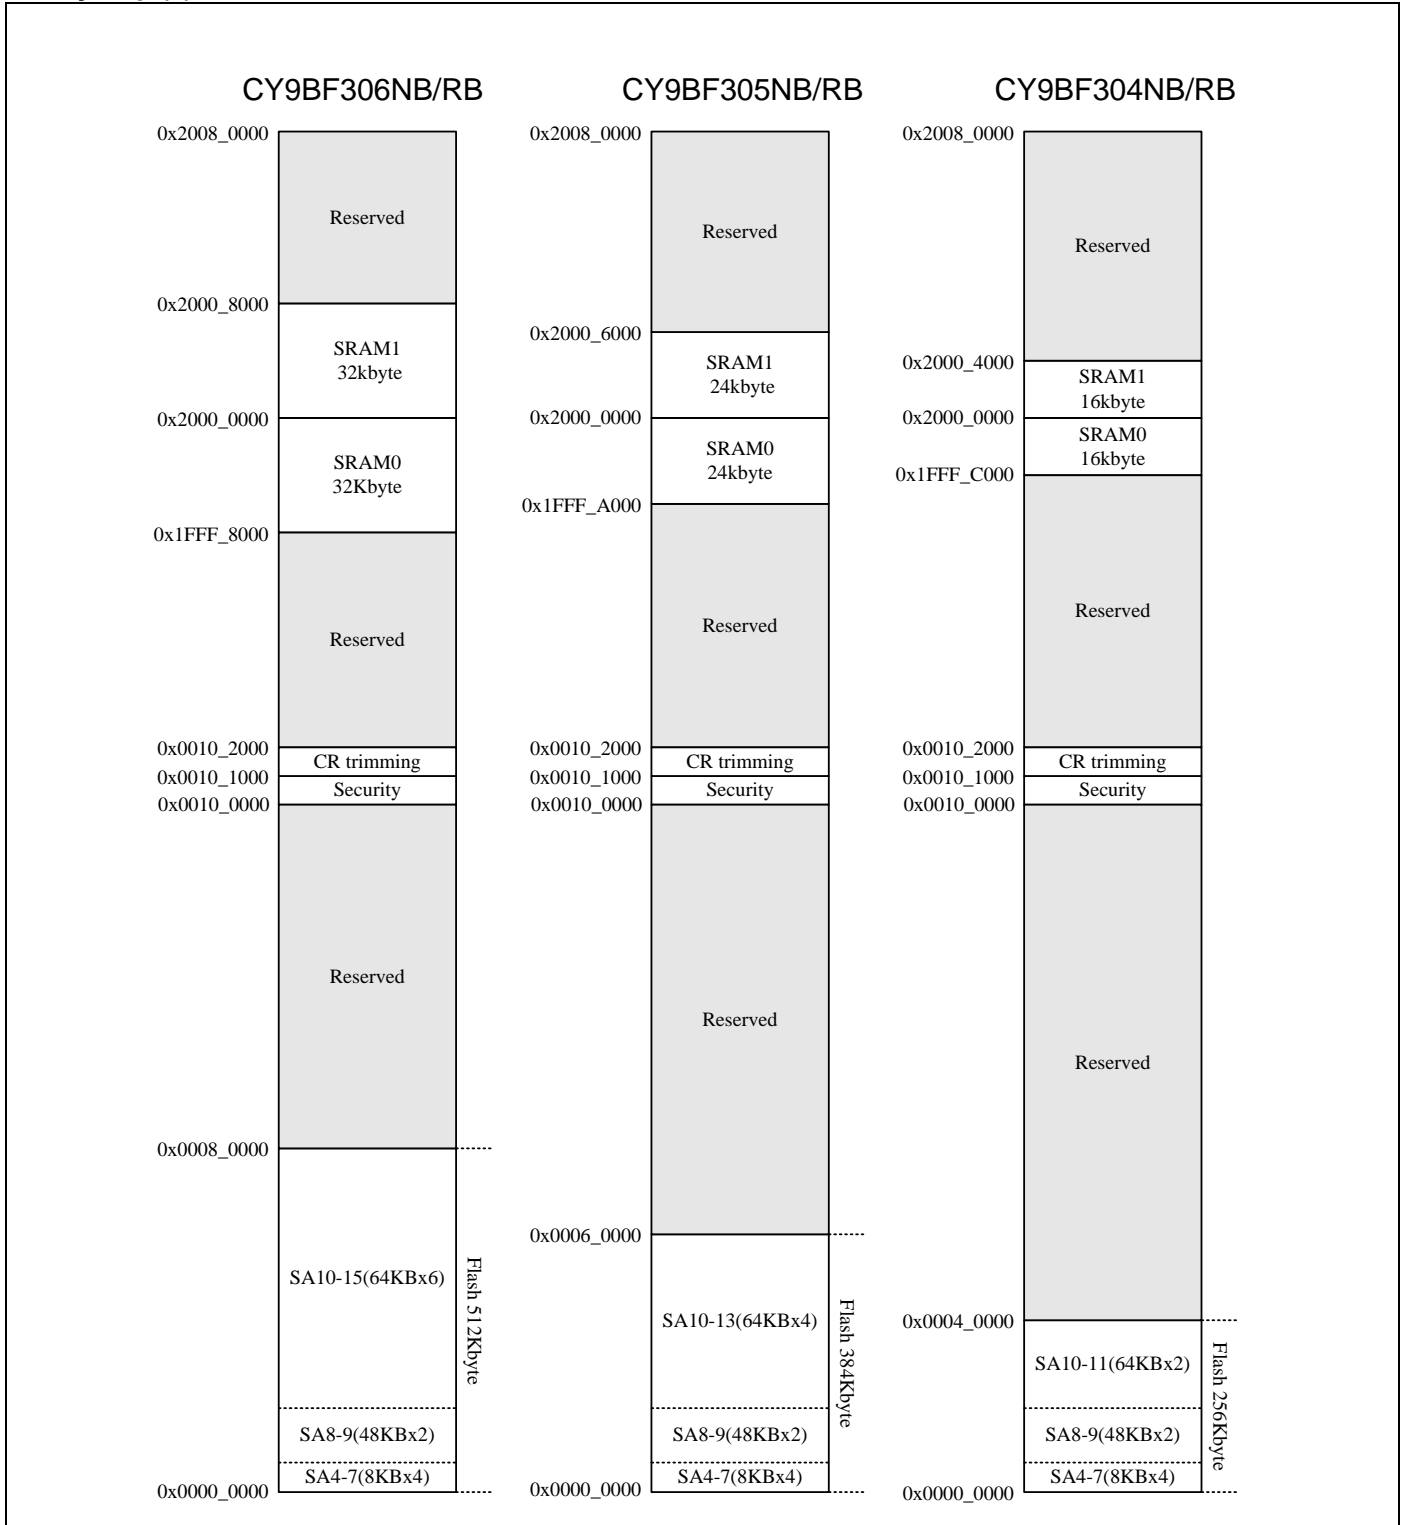 CY9BF306NB/RB
0x2008_0000
Reserved
0x2000_8000
SRAM1
32kbyte
0x2000_0000
SRAM0
32Kbyte
0x1FFF_8000
Reserved
0x0010_2000
CR trimming
0x0010_1000
Security
0x0010_0000
Reserved
0x0008_0000
SA10-15(64KBx6)
Flash 512Kbyte
SA8-9(48KBx2)
SA4-7(8KBx4)
0x0000_0000
CY9BF305NB/RB
0x2008_0000
Reserved
0x2000_6000
SRAM1
24kbyte
0x2000_0000
SRAM0
24kbyte
0x1FFF_A000
Reserved
0x0010_2000
CR trimming
0x0010_1000
Security
0x0010_0000
Reserved
0x0006_0000
SA10-13(64KBx4)
Flash 384Kbyte
SA8-9(48KBx2)
SA4-7(8KBx4)
0x0000_0000
CY9BF304NB/RB
0x2008_0000
Reserved
0x2000_4000
SRAM1
16kbyte
0x2000_0000
SRAM0
16kbyte
0x1FFF_C000
Reserved
0x0010_2000
CR trimming
0x0010_1000
Security
0x0010_0000
Reserved
0x0004_0000
SA10-11(64KBx2)
Flash 256Kbyte
SA8-9(48KBx2)
SA4-7(8KBx4)
0x0000_0000